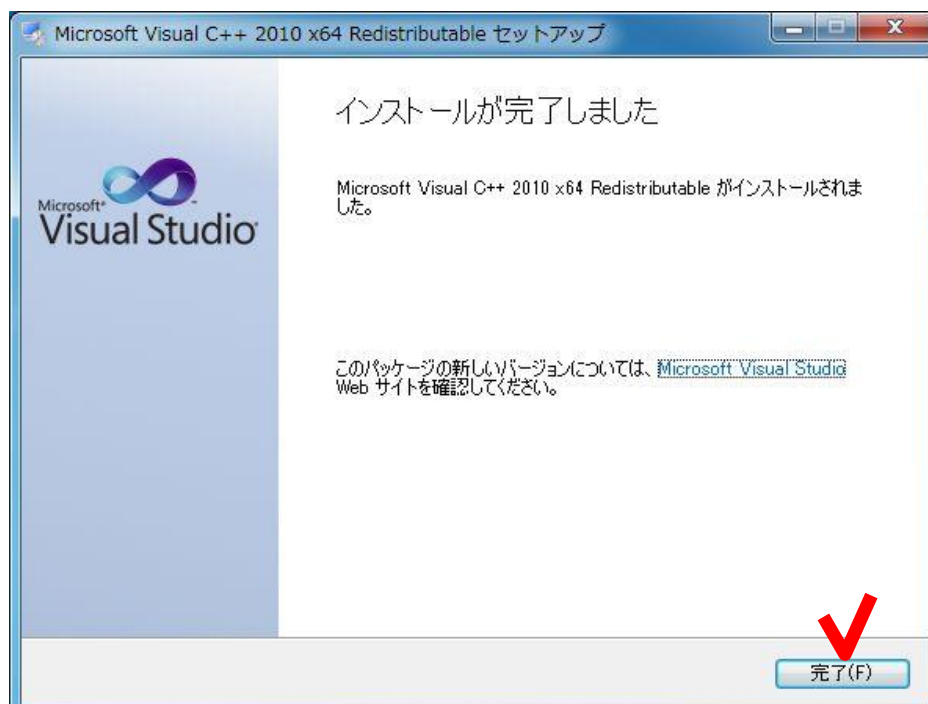 Microsoft Visual C++ 2010 x64 Redistributable セットアップ
インストールが完了しました
Microsoft Visual C++ 2010 x64 Redistributable がインストールされま
した。
Microsoft
Visual Studio
このパッケージの新しいバージョンについては、Microsoft Visual Studio
Web サイトを確認してください。
完了(F)